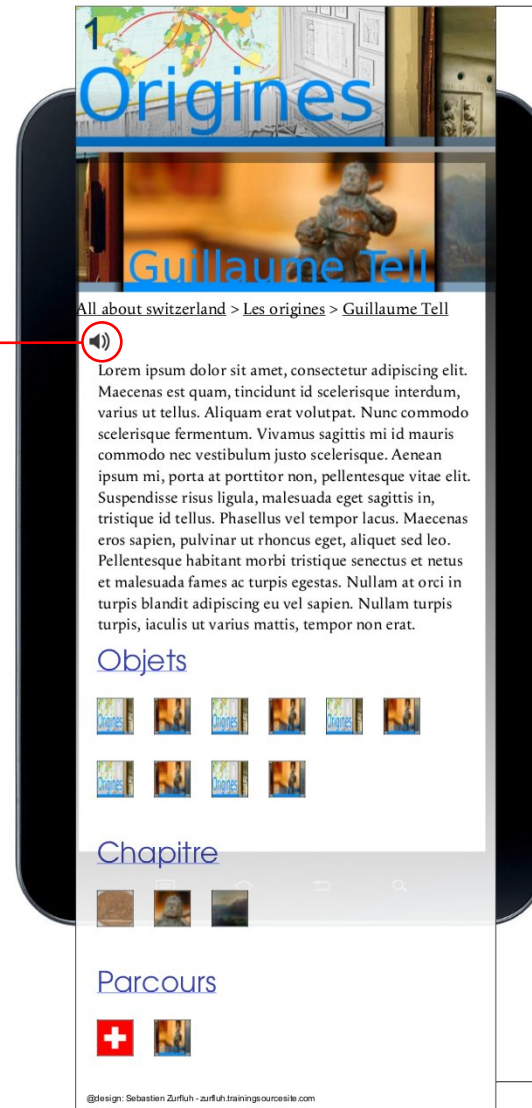 1
Origines
Guillaume Tell
All about switzerland > Les origines > Guillaume Tell
Lorem ipsum dolor sit amet, consectetur adipiscing elit.
Maecenas est quam, tincidunt id scelerisque interdum,
varius ut tellus. Aliquam erat volutpat. Nunc commodo
scelerisque fermentum. Vivamus sagittis mi id mauris
commodo nec vestibulum justo scelerisque. Aenean
ipsum mi, porta at porttitor non, pellentesque vitae elit.
Suspendisse risus ligula, malesuada eget sagittis in,
tristique id tellus. Phasellus vel tempor lacus. Maecenas
eros sapien, pulvinar ut rhoncus eget, aliquet sed leo.
Pellentesque habitant morbi tristique senectus et netus
et malesuada fames ac turpis egestas. Nullam at orci in
turpis blandit adipiscing eu vel sapien. Nullam turpis
turpis, iaculis ut varius mattis, tempor non erat.
Objets
Origines
Origines
Origines
Origines
Origines
Chapitre
Parcours
@design: Sebastien Zurfluh - zurfluh.trainingsourcesite.com